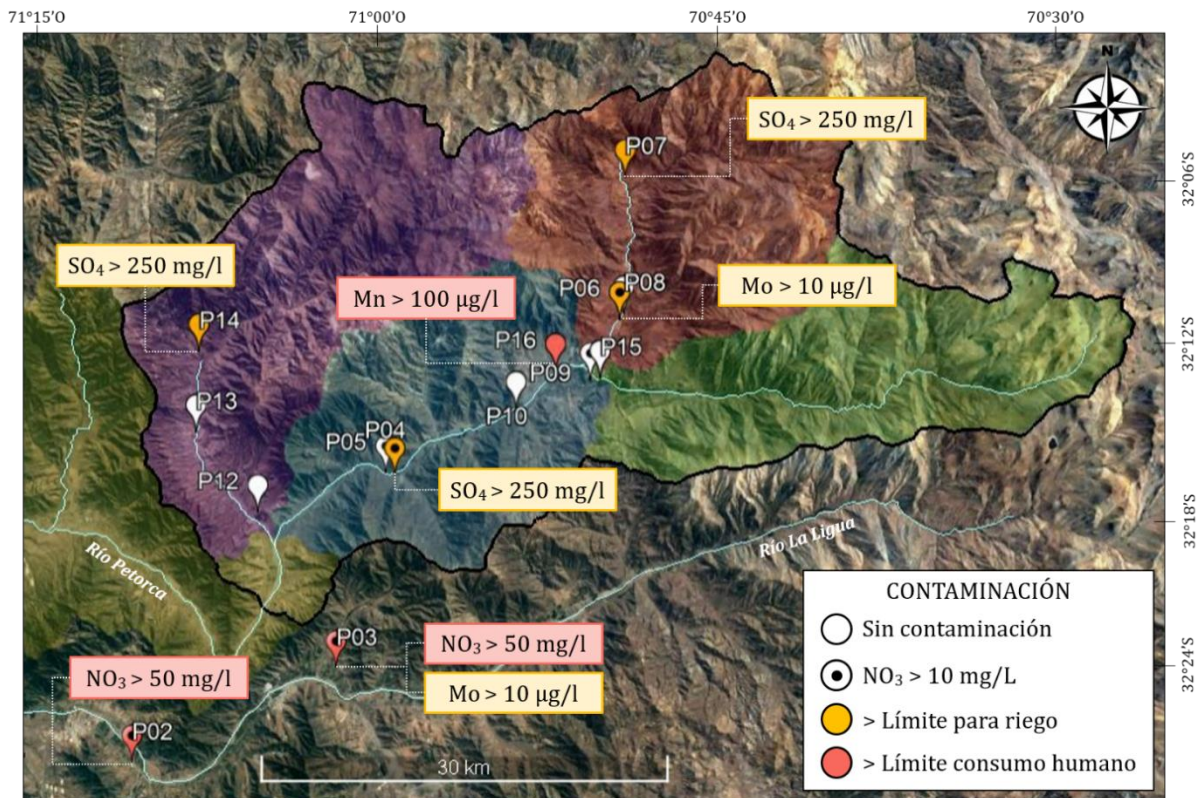 71°15'O
71°00'O
70°45'O
70°30'O
N
SO₄ > 250 mg/l
P07
32°06'S
SO₄ > 250 mg/l
Mn > 100 µg/l
P06
P08
Mo > 10 µg/l
P14
P16
P15
32°12'S
P09
P13
P10
P05
P04
P12
SO₄ > 250 mg/l
32°18'S
Río La Ligua
Río Petorca
CONTAMINACIÓN
Sin contaminación
NO₃ > 10 mg/L
> Límite para riego
> Límite consumo humano
P03
NO₃ > 50 mg/l
32°24'S
NO₃ > 50 mg/l
Mo > 10 µg/l
P02
30 km